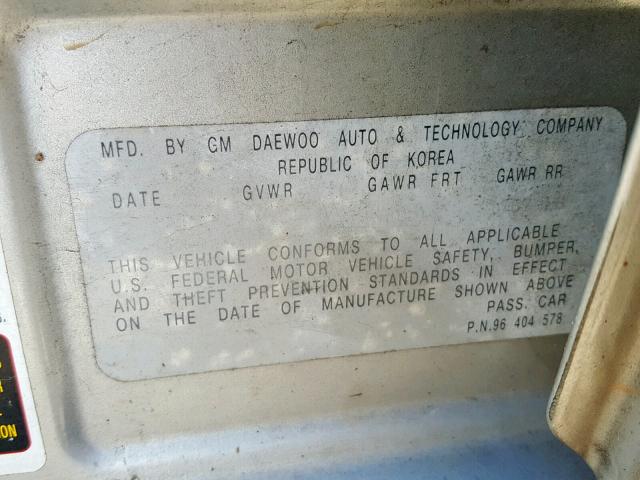 MFD. BY GM DAEWOO AUTO & TECHNOLOGY COMPANY
REPUBLIC OF KOREA
DATE GVWR GAWR FRT GAWR RR
THIS VEHICLE CONFORMS TO ALL APPLICABLE
U.S. FEDERAL MOTOR VEHICLE SAFETY, BUMPER,
AND THEFT PREVENTION STANDARDS IN EFFECT
ON THE DATE OF MANUFACTURE SHOWN ABOVE
PASS. CAR
P.N.96 404 578